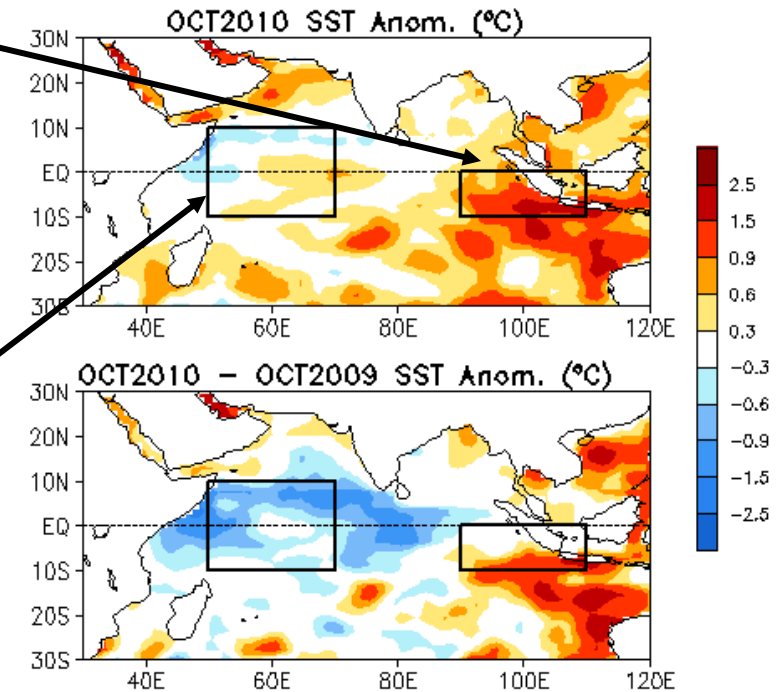 OCT2010 SST Anom. (ºC)
30N
20N
10N
EQ
10S
20S
30S
40E 60E 80E 100E 120E
OCT2010 – OCT2009 SST Anom. (ºC)
30N
20N
10N
EQ
10S
20S
30S
40E 60E 80E 100E 120E
2.5
1.5
0.9
0.6
0.3
-0.3
-0.6
-0.9
-1.5
-2.5